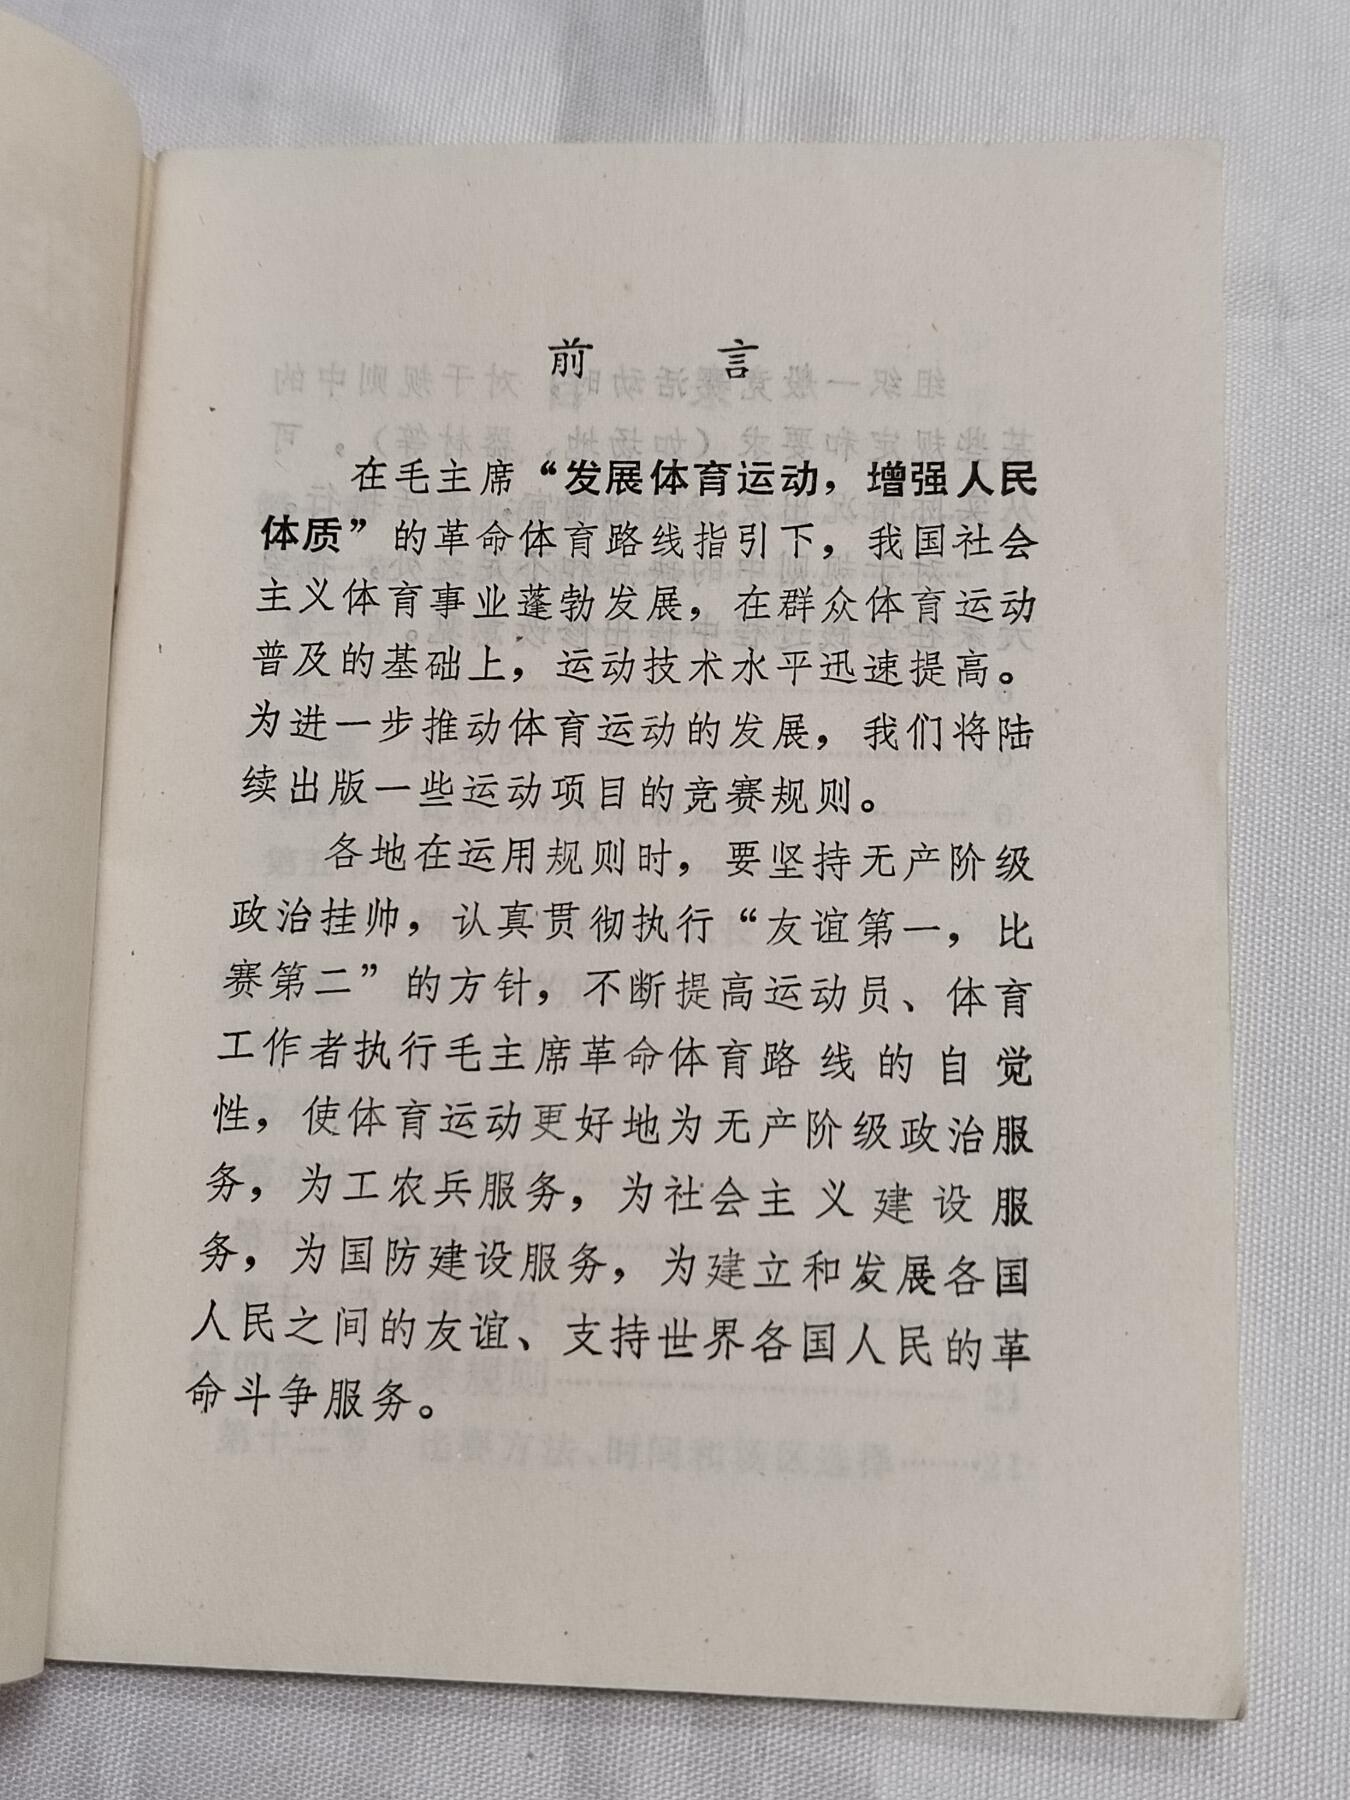 前言
在毛主席“发展体育运动，增强人民
体质”的革命体育路线指引下，我国社会
主义体育事业蓬勃发展，在群众体育运动
普及的基础上，运动技术水平迅速提高。
为进一步推动体育运动的发展，我们将陆
续出版一些运动项目的竞赛规则。
各地在运用规则时，要坚持无产阶级
政治挂帅，认真贯彻执行“友谊第一，比
赛第二”的方针，不断提高运动员、体育
工作者执行毛主席革命体育路线的自觉
性，使体育运动更好地为无产阶级政治服
务，为工农兵服务，为社会主义建设服
务，为国防建设服务，为建立和发展各国
人民之间的友谊、支持世界各国人民的革
命斗争服务。